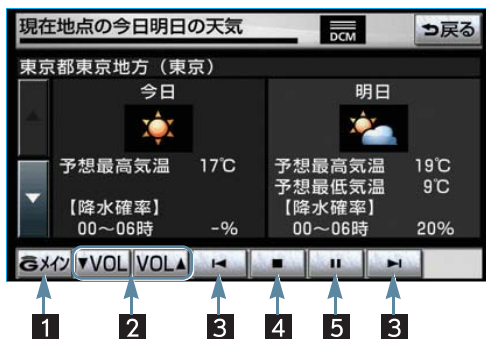 現在地点の今日明日の天気
DCM
戻る
東京都東京地方（東京）
今日
明日
予想最高気温 17℃
予想最高気温 19℃
予想最低気温 9℃
【降水確率】
00～06時 -%
【降水確率】
00～06時 20%
Gメイン ▼VOL VOL▲
1 2 3 4 5 3